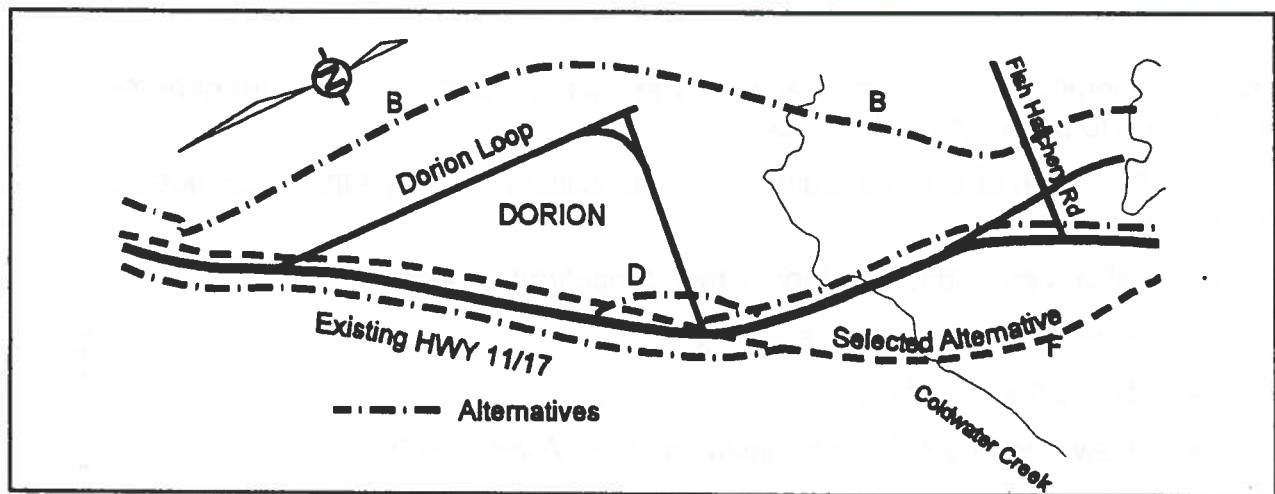 N
B
B
Fish Hatchery Rd
Dorion Loop
DORION
D
Existing HWY 11/17
Selected Alternative
F
Alternatives
Coldwater Creek